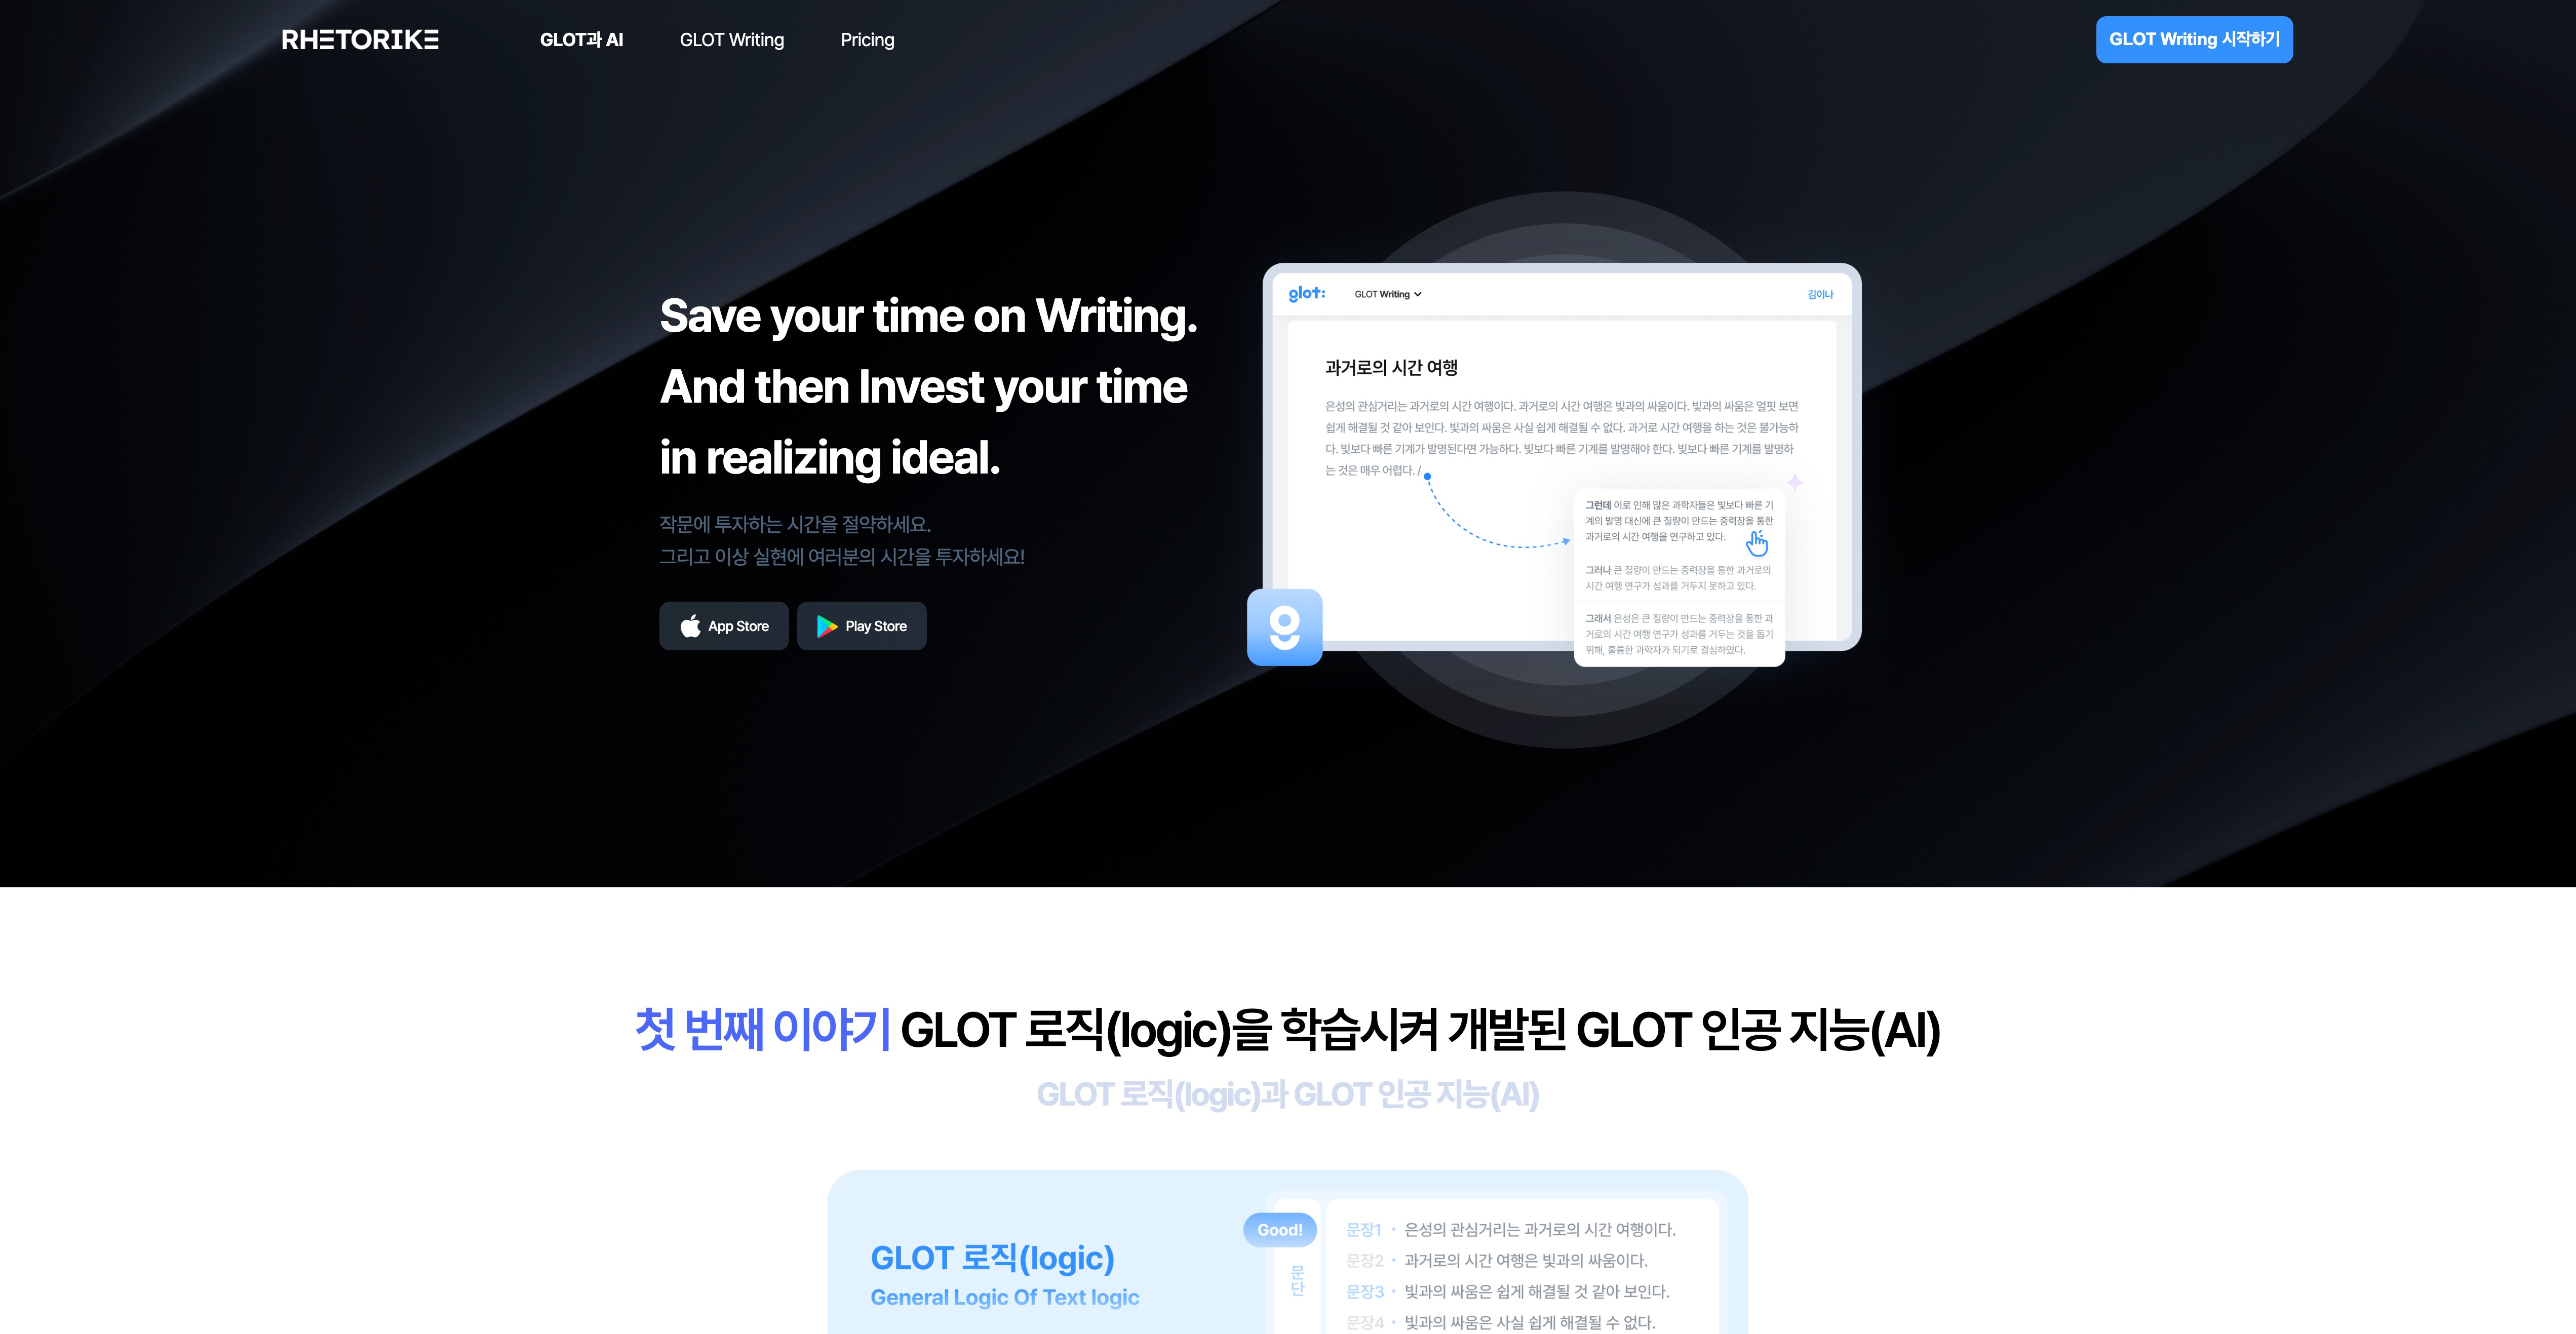 RHETORIKE
GLOT과 AI
GLOT Writing
Pricing
GLOT Writing 시작하기
Save your time on Writing.
And then Invest your time
in realizing ideal.
작문에 투자하는 시간을 절약하세요.
그리고 이상 실현에 여러분의 시간을 투자하세요!
App Store
Play Store
glot:
GLOT Writing
김이나
과거로의 시간 여행
은성의 관심거리는 과거로의 시간 여행이다. 과거로의 시간 여행은 빛과의 싸움이다. 빛과의 싸움은 얼핏 보면
쉽게 해결될 것 같아 보인다. 빛과의 싸움은 사실 쉽게 해결될 수 없다. 과거로 시간 여행을 하는 것은 불가능하
다. 빛보다 빠른 기계가 발명된다면 가능하다. 빛보다 빠른 기계를 발명해야 한다. 빛보다 빠른 기계를 발명하
는 것은 매우 어렵다. /
그런데 이로 인해 많은 과학자들은 빛보다 빠른 기
계의 발명 대신에 큰 질량이 만드는 중력장을 통한
과거로의 시간 여행을 연구하고 있다.
그러나 큰 질량이 만드는 중력장을 통한 과거로의
시간 여행 연구가 성과를 거두지 못하고 있다.
그래서 은성은 큰 질량이 만드는 중력장을 통한 과
거로의 시간 여행 연구가 성과를 거두는 것을 돕기
위해, 훌륭한 과학자가 되기로 결심하였다.
g
첫 번째 이야기 GLOT 로직(logic)을 학습시켜 개발된 GLOT 인공 지능(AI)
GLOT 로직(logic)과 GLOT 인공 지능(AI)
GLOT 로직(logic)
General Logic Of Text logic
Good!
문단
문장1 • 은성의 관심거리는 과거로의 시간 여행이다.
문장2 • 과거로의 시간 여행은 빛과의 싸움이다.
문장3 • 빛과의 싸움은 쉽게 해결될 것 같아 보인다.
문장4 • 빛과의 싸움은 사실 쉽게 해결될 수 없다.